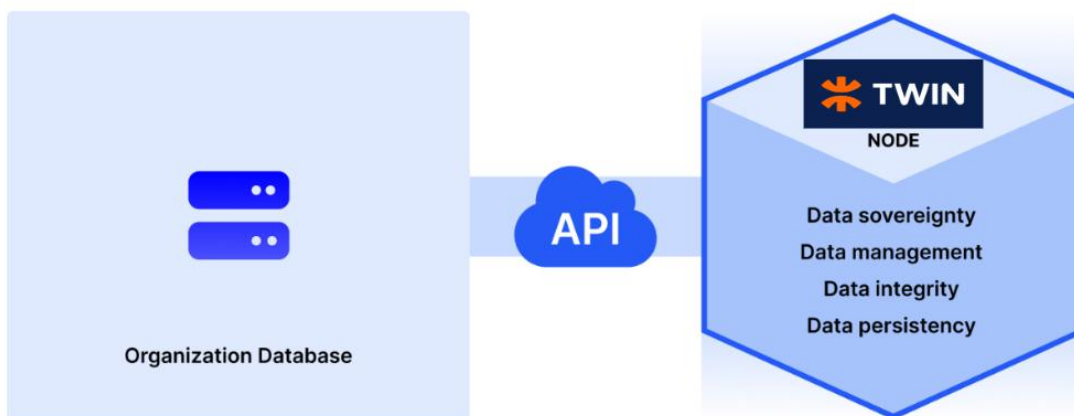 Organization Database
API
TWIN
NODE
Data sovereignty
Data management
Data integrity
Data persistency